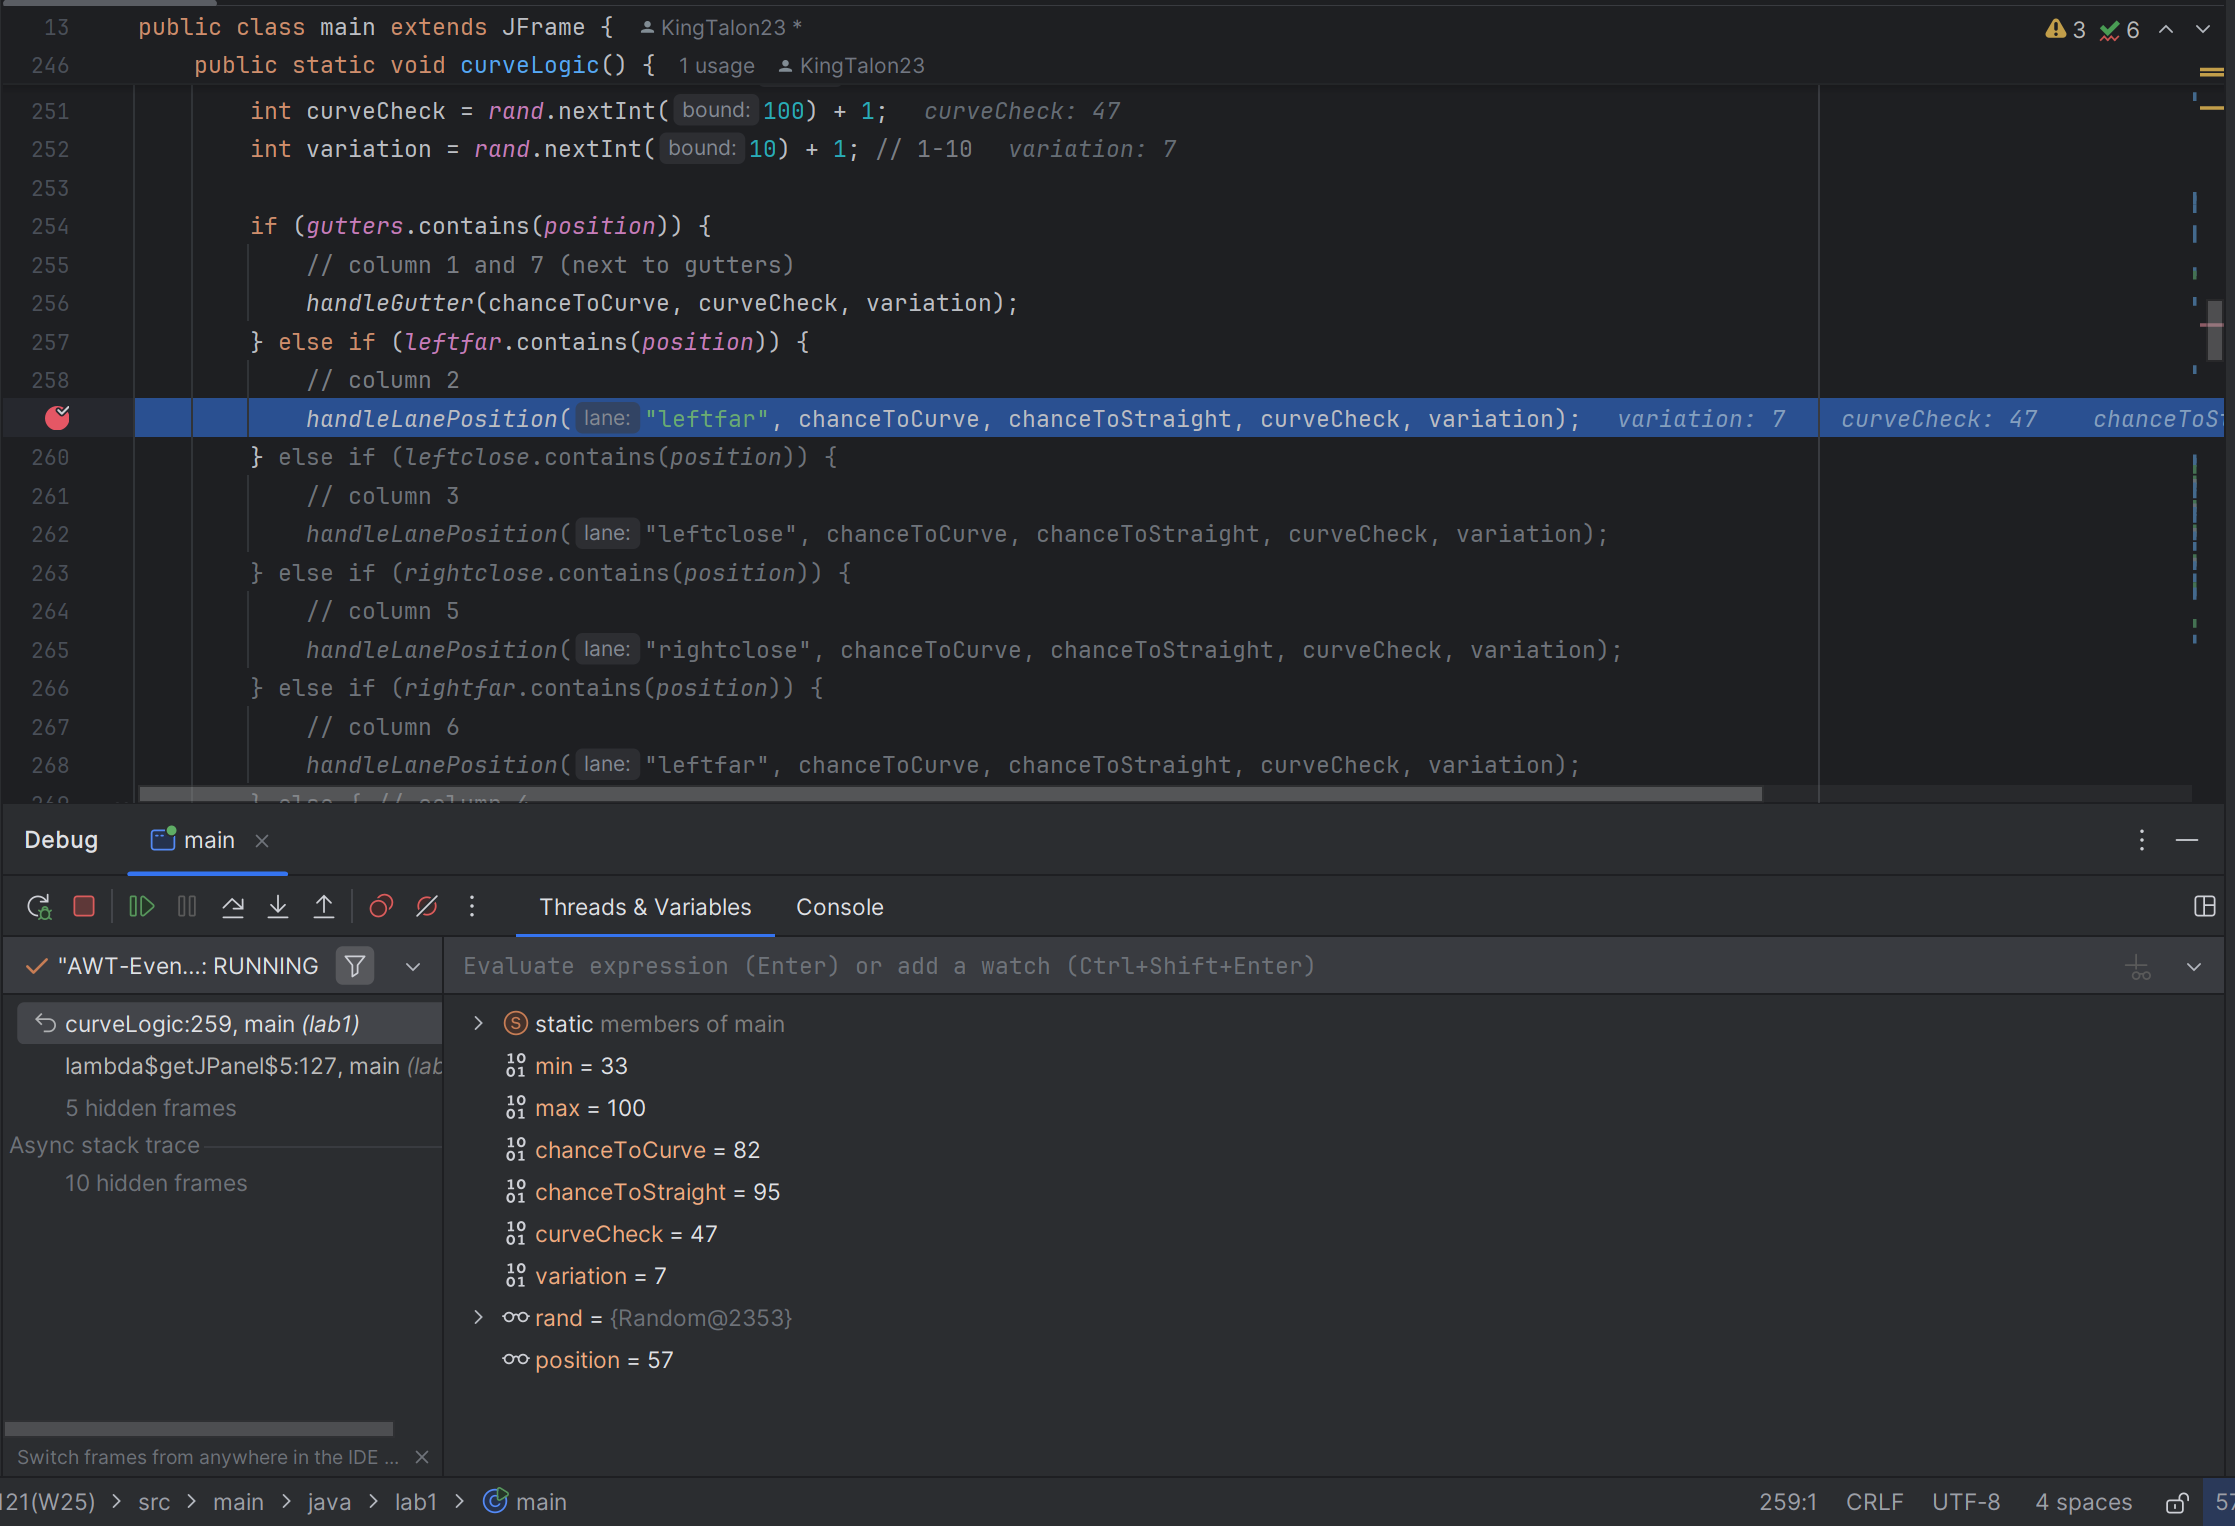 13 public class main extends JFrame { KingTalon23 *
3 6
246 public static void curveLogic() { 1 usage KingTalon23
251 int curveCheck = rand.nextInt( bound: 100) + 1; curveCheck: 47
252 int variation = rand.nextInt( bound: 10) + 1; // 1-10 variation: 7
253
254 if (gutters.contains(position)) {
255 // column 1 and 7 (next to gutters)
256 handleGutter(chanceToCurve, curveCheck, variation);
257 } else if (leftfar.contains(position)) {
258 // column 2
handleLanePosition( lane: "leftfar", chanceToCurve, chanceToStraight, curveCheck, variation); variation: 7 curveCheck: 47 chanceToSt
260 } else if (leftclose.contains(position)) {
261 // column 3
262 handleLanePosition( lane: "leftclose", chanceToCurve, chanceToStraight, curveCheck, variation);
263 } else if (rightclose.contains(position)) {
264 // column 5
265 handleLanePosition( lane: "rightclose", chanceToCurve, chanceToStraight, curveCheck, variation);
266 } else if (rightfar.contains(position)) {
267 // column 6
268 handleLanePosition( lane: "leftfar", chanceToCurve, chanceToStraight, curveCheck, variation);
269 } else { // column 4
Debug main
Threads & Variables Console
"AWT-Even...: RUNNING
Evaluate expression (Enter) or add a watch (Ctrl+Shift+Enter)
curveLogic:259, main (lab1)
lambda$getJPanel$5:127, main (lab
5 hidden frames
Async stack trace
10 hidden frames
static members of main
min = 33
max = 100
chanceToCurve = 82
chanceToStraight = 95
curveCheck = 47
variation = 7
rand = {Random@2353}
position = 57
Switch frames from anywhere in the IDE ...
121(W25) > src > main > java > lab1 > main
259:1 CRLF UTF-8 4 spaces 57